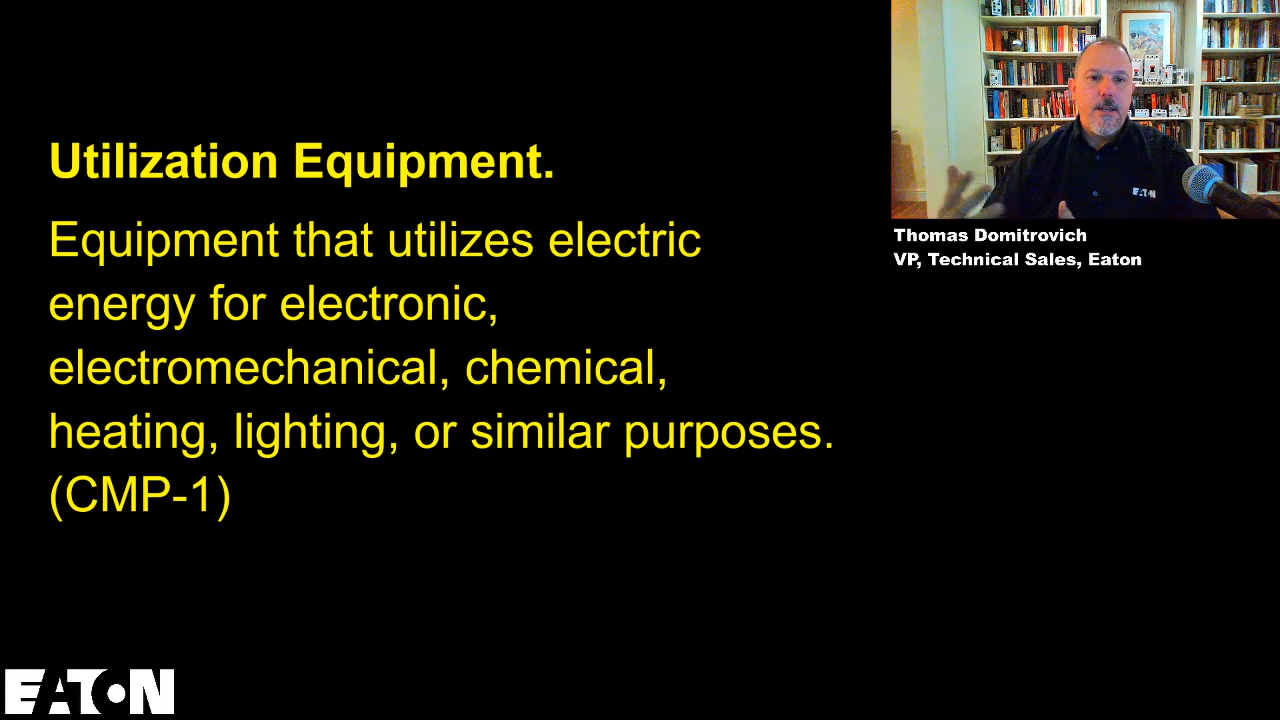 Utilization Equipment.
Equipment that utilizes electric
energy for electronic,
electromechanical, chemical,
heating, lighting, or similar purposes.
(CMP-1)
EATON
Thomas Domitrovich
VP, Technical Sales, Eaton
EATON